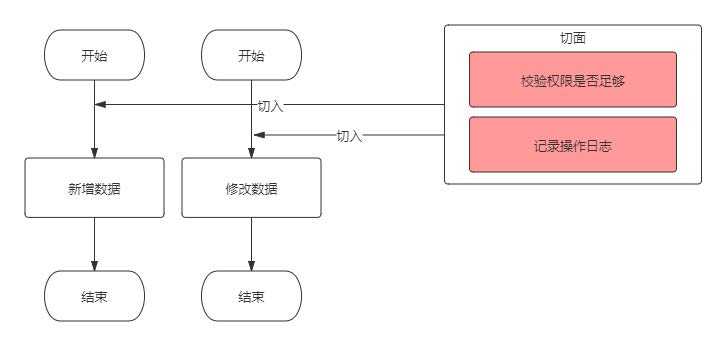 开始
开始
切面
校验权限是否足够
切入
切入
记录操作日志
新增数据
修改数据
结束
结束